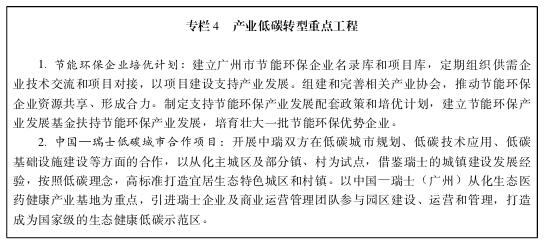 专栏4 产业低碳转型重点工程
1. 节能环保企业培优计划：建立广州市节能环保企业名录库和项目库，定期组织供需企
业技术交流和项目对接，以项目建设支持产业发展。组建和完善相关产业协会，推动节能环保
企业资源共享、形成合力。制定支持节能环保产业发展配套政策和培优计划，建立节能环保产
业发展基金扶持节能环保产业发展，培育壮大一批节能环保优势企业。
2. 中国—瑞士低碳城市合作项目：开展中瑞双方在低碳城市规划、低碳技术应用、低碳
基础设施建设等方面的合作，以从化主城区及部分镇、村为试点，借鉴瑞士的城镇建设发展经
验，按照低碳理念，高标准打造宜居生态特色城区和村镇。以中国—瑞士（广州）从化生态医
药健康产业基地为重点，引进瑞士企业及商业运营管理团队参与园区建设、运营和管理，打造
成为国家级的生态健康低碳示范区。